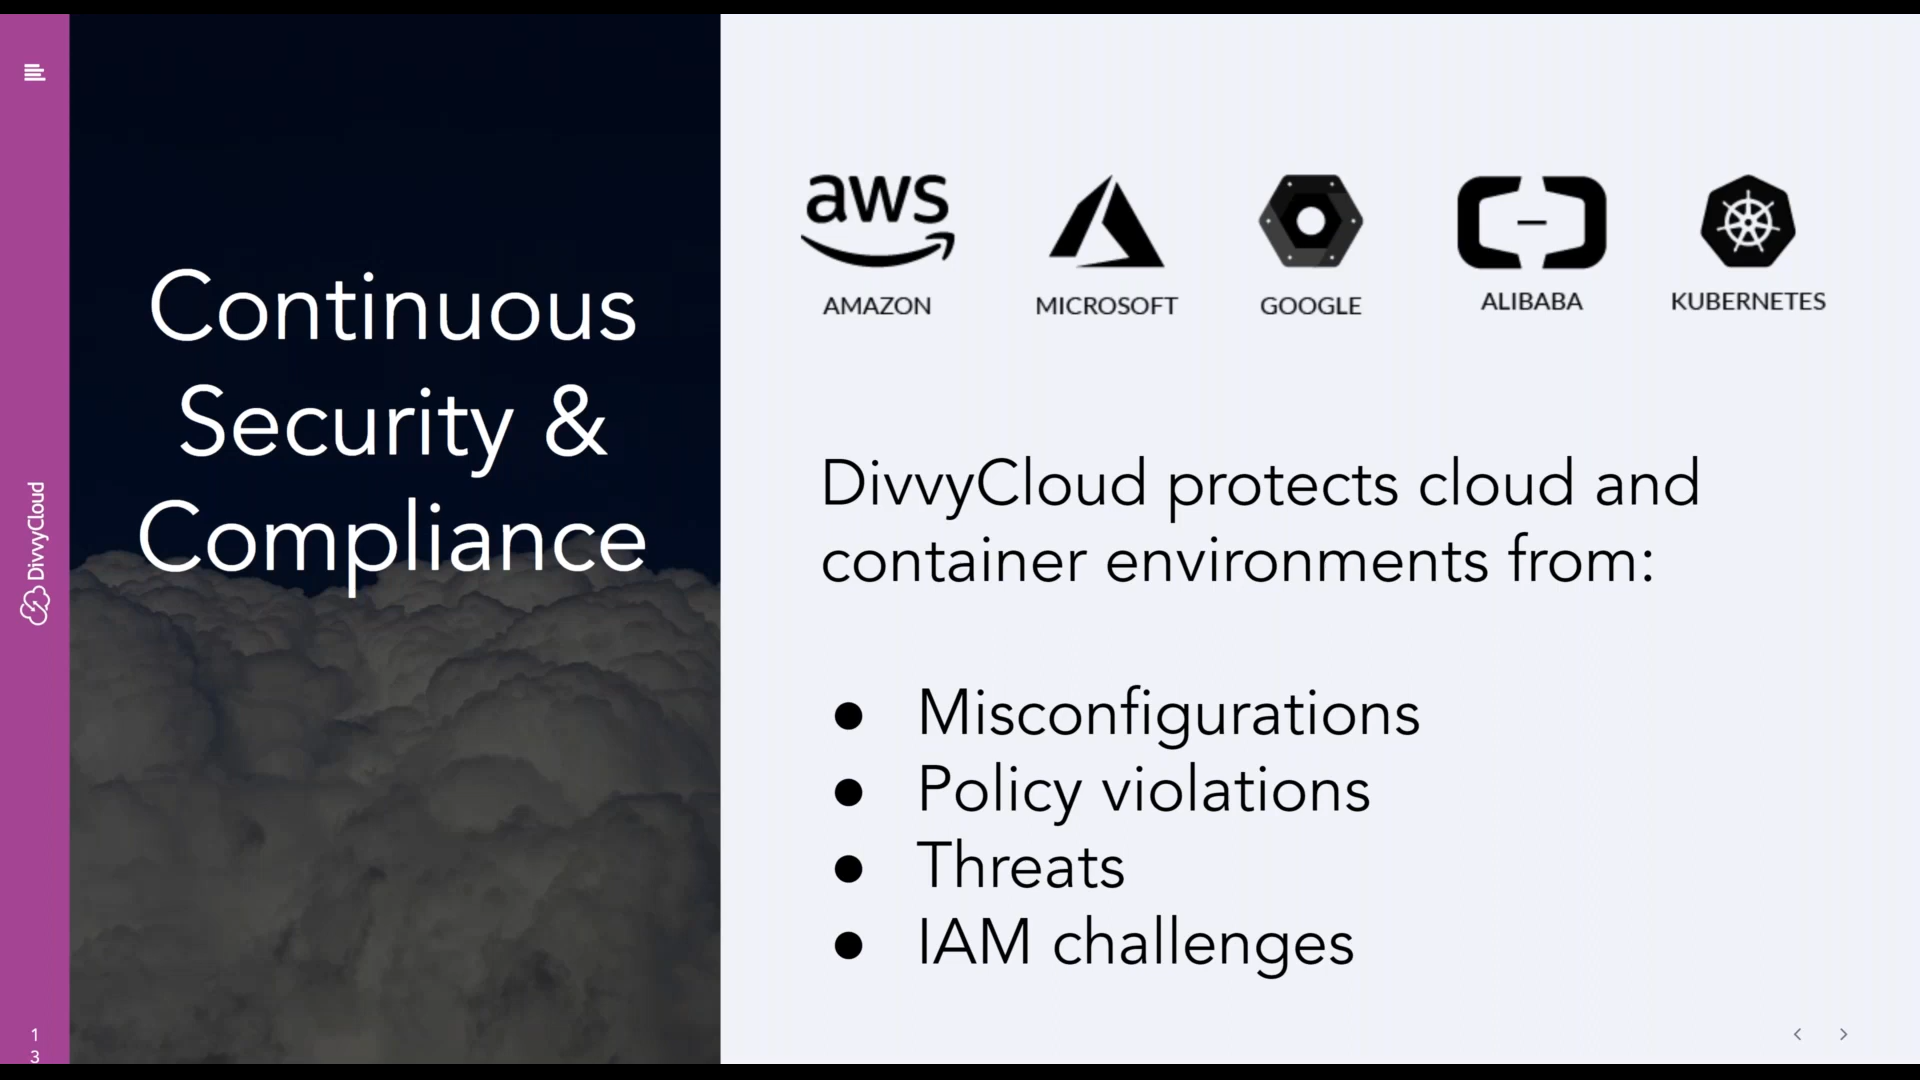 Continuous
Security &
Compliance
DivvyCloud
1
3
aws
AMAZON
MICROSOFT
GOOGLE
ALIBABA
KUBERNETES
DivvyCloud protects cloud and
container environments from:
● Misconfigurations
● Policy violations
● Threats
● IAM challenges